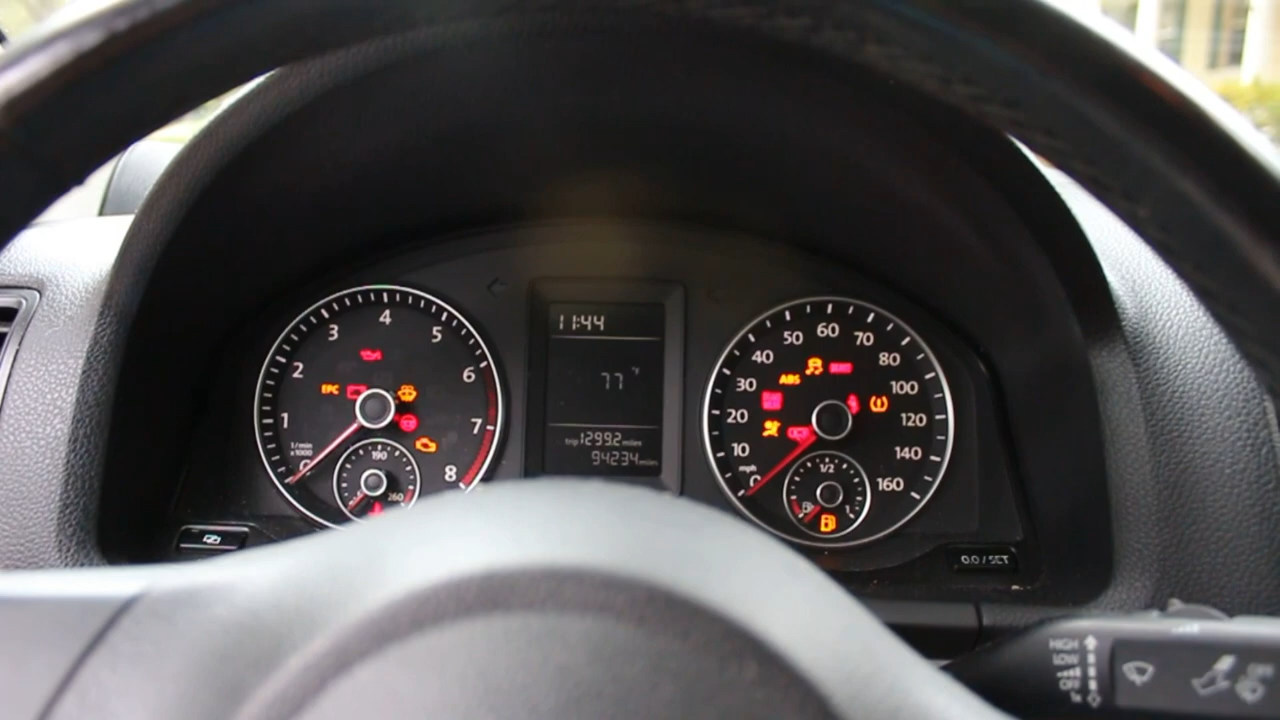 1
2
3
4
5
6
7
8
1/min
x1000
0
EPC
190
260
11:44
77 °F
trip 1299.2 miles
94234 miles
10
20
30
40
50
60
70
80
100
120
140
160
mph
0
ABS
1/2
0.0 / SET
HIGH
LOW
OFF
1x
OFF